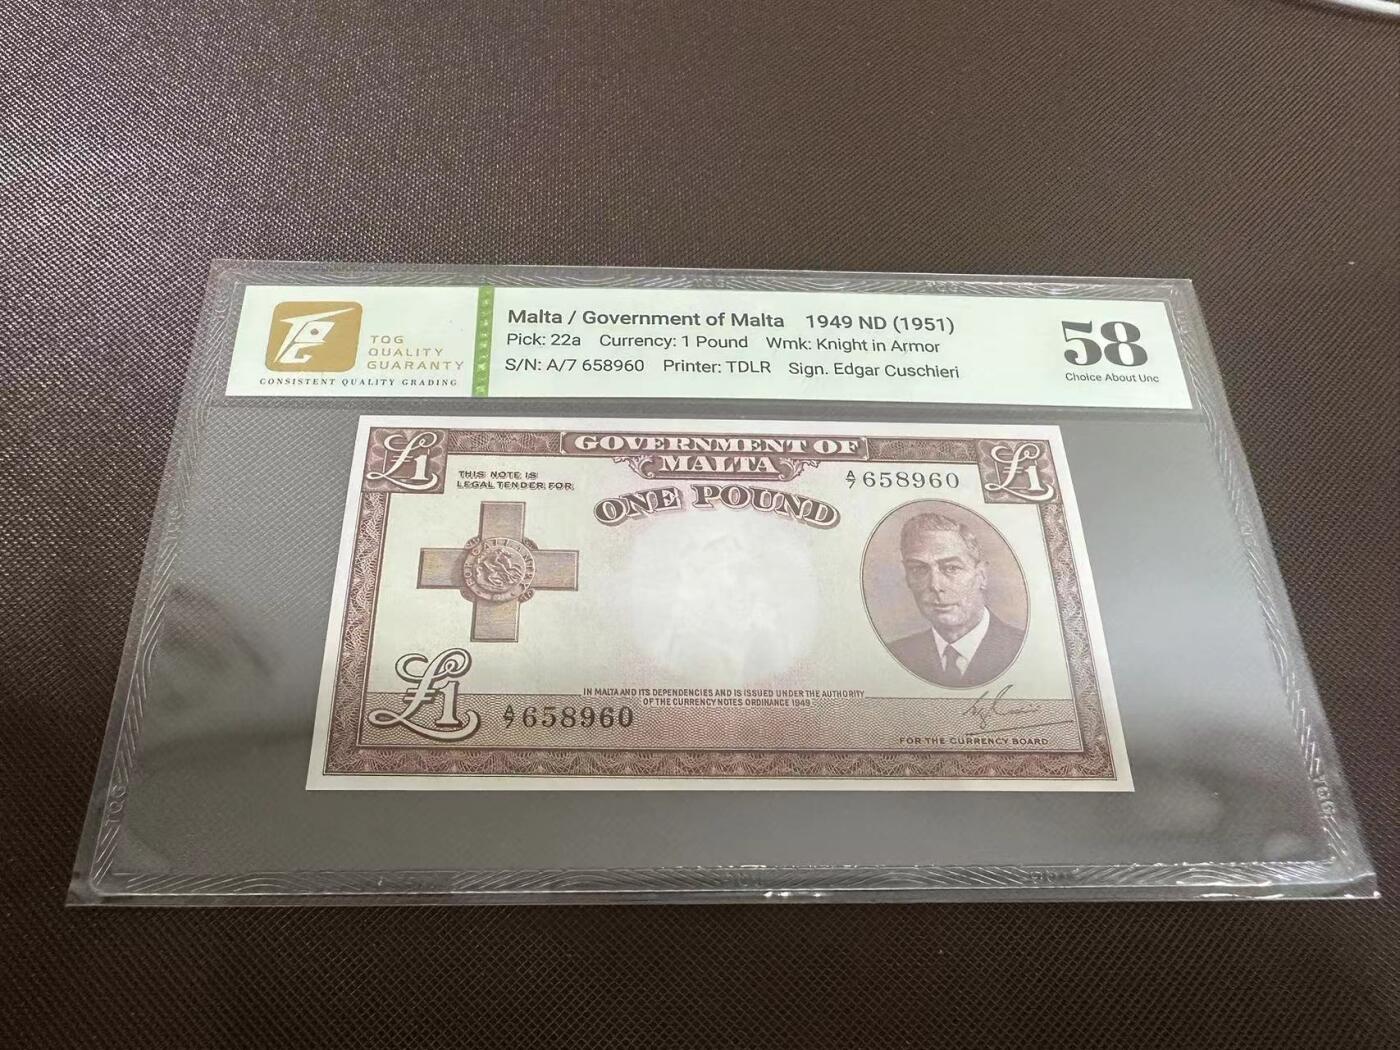 TQG
QUALITY
GUARANTY
CONSISTENT QUALITY GRADING
Malta / Government of Malta 1949 ND (1951)
Pick: 22a Currency: 1 Pound Wmk: Knight in Armor
S/N: A/7 658960 Printer: TDLR Sign. Edgar Cuschieri
58
Choice About Unc
£1
GOVERNMENT OF
MALTA
£1
THIS NOTE IS
LEGAL TENDER FOR
ONE POUND
A/7 658960
£1
A/7 658960
IN MALTA AND ITS DEPENDENCIES AND IS ISSUED UNDER THE AUTHORITY
OF THE CURRENCY NOTES ORDINANCE 1949
FOR THE CURRENCY BOARD
TQG
TQG